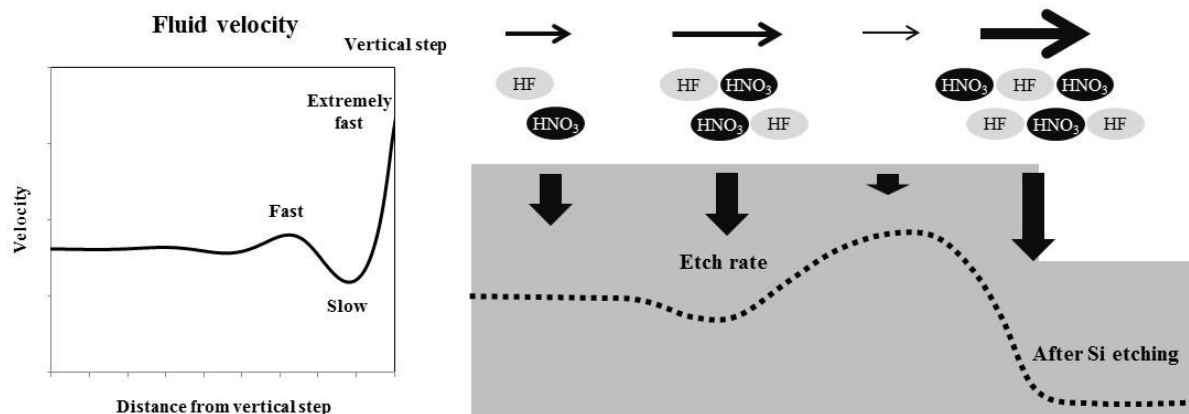 Fluid velocity
Vertical step
Extremely
fast
Fast
Slow
Velocity
Distance from vertical step
HF
HNO₃
HF HNO₃
HNO₃ HF
HNO₃ HF HNO₃
HF HNO₃ HF
Etch rate
After Si etching